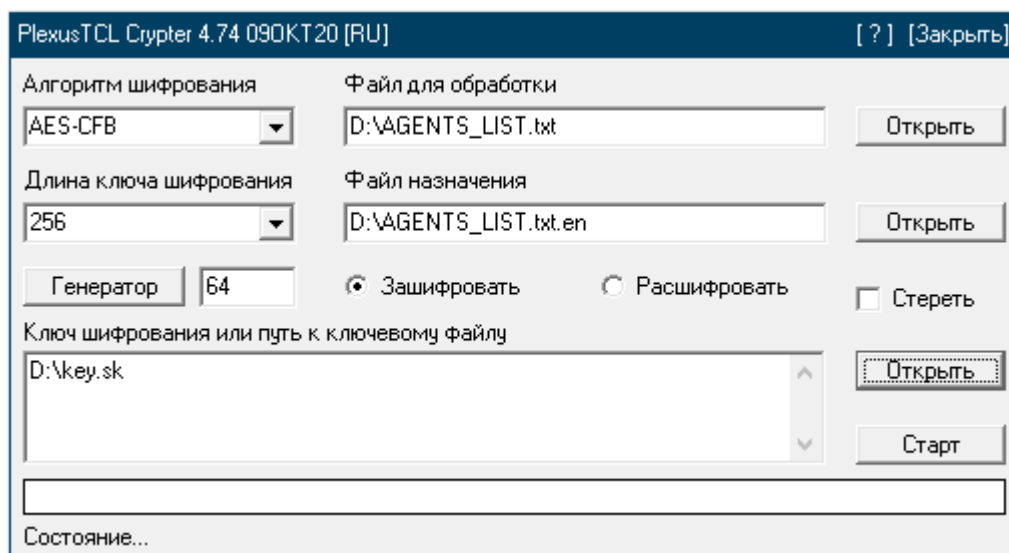 PlexusTCL Crypter 4.74 09OKT20 [RU] [ ? ] [Закрыть]
Алгоритм шифрования Файл для обработки
AES-CFB D:\AGENTS_LIST.txt Открыть
Длина ключа шифрования Файл назначения
256 D:\AGENTS_LIST.txt.en Открыть
Генератор 64 Зашифровать Расшифровать Стереть
Ключ шифрования или путь к ключевому файлу
D:\key.sk Открыть
Старт
Состояние...